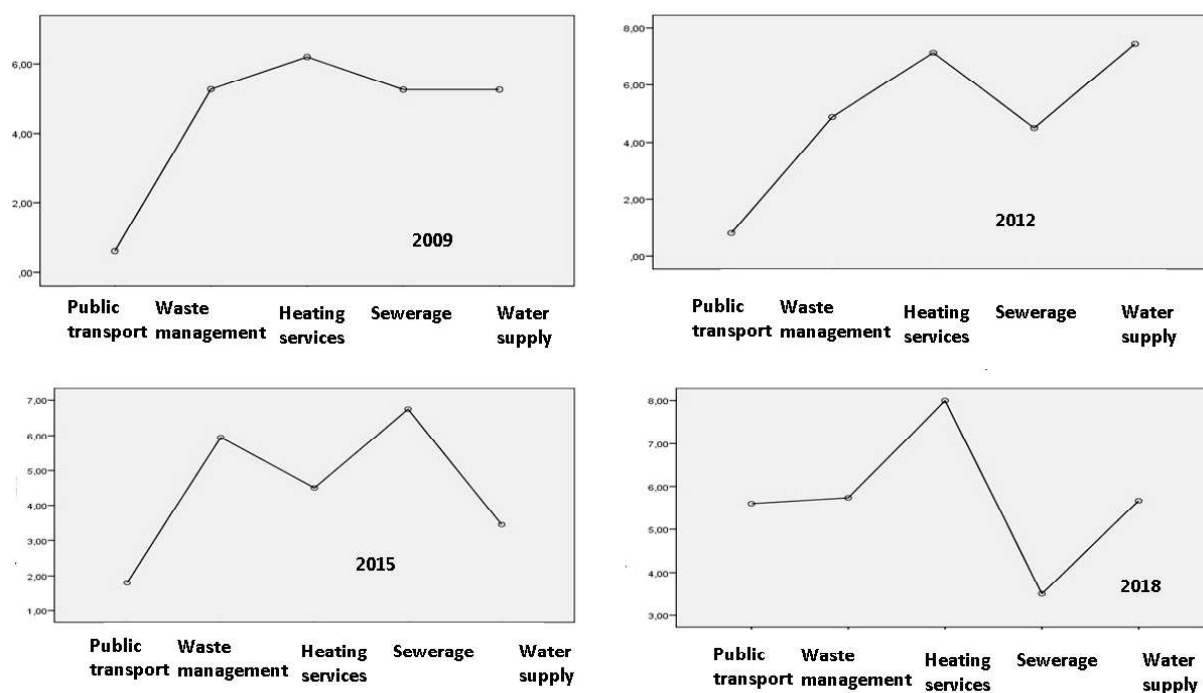 6,00
4,00
2,00
,00
2009
Public transport
Waste management
Heating services
Sewerage
Water supply
8,00
6,00
4,00
2,00
,00
2012
Public transport
Waste management
Heating services
Sewerage
Water supply
7,00
6,00
5,00
4,00
3,00
2,00
1,00
2015
Public transport
Waste management
Heating services
Sewerage
Water supply
8,00
7,00
6,00
5,00
4,00
3,00
2018
Public transport
Waste management
Heating services
Sewerage
Water supply